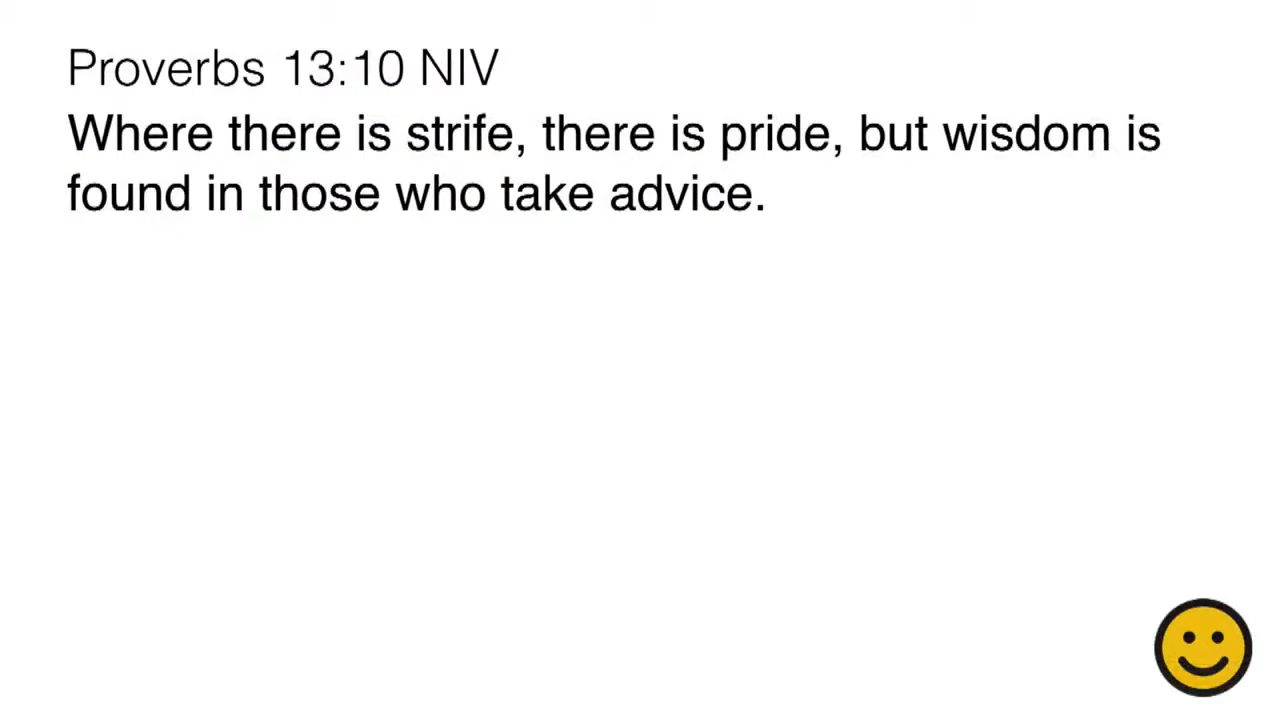 Proverbs 13:10 NIV
Where there is strife, there is pride, but wisdom is
found in those who take advice.